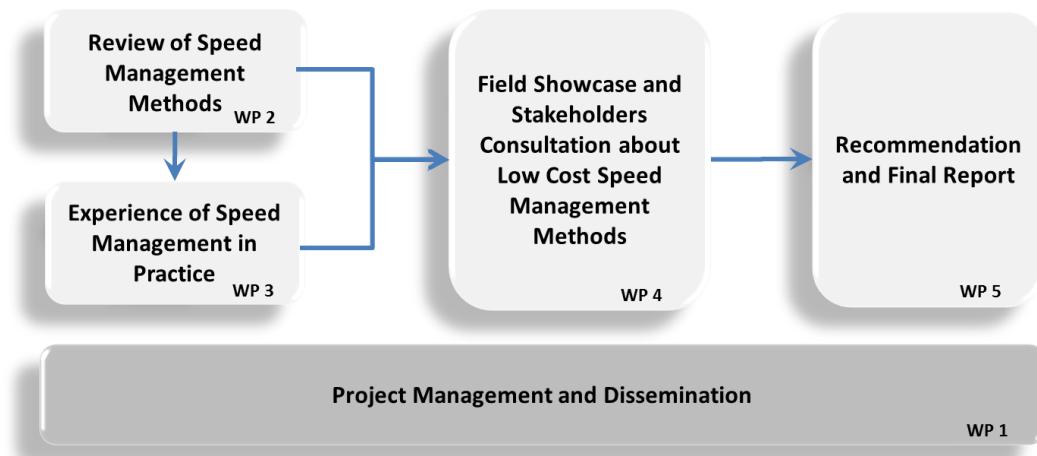 Review of Speed
Management
Methods
WP 2
Experience of Speed
Management in
Practice
WP 3
Field Showcase and
Stakeholders
Consultation about
Low Cost Speed
Management
Methods
WP 4
Recommendation
and Final Report
WP 5
Project Management and Dissemination
WP 1